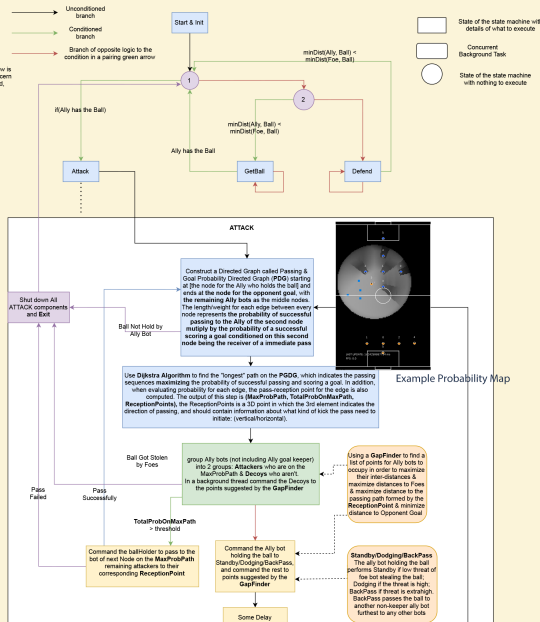 Unconditioned
branch
Conditioned
branch
Branch of opposite logic to the
condition in a pairing green arrow
Start & Init
State of the state machine with
details of what to execute
Concurrent
Background Task
State of the state machine
with nothing to execute
minDist(Ally, Ball) <
minDist(Foe, Ball)
1
2
if(Ally has the Ball)
minDist(Ally, Ball) <
minDist(Foe, Ball)
Ally has the Ball
Attack
GetBall
Defend
ATTACK
Construct a Directed Graph called Passing &
Goal Probability Directed Graph (PDG) starting
at [the node for the Ally who holds the ball] and
ends at the node for the opponent goal, with
the remaining Ally bots as the middle nodes.
The length/weight for each edge between every
node represents the probability of successful
passing to the Ally of the second node
mutiply by the probability of a successful
scoring a goal conditioned on this second
node being the receiver of a immediate pass
Shut down All
ATTACK components
and Exit
Ball Not Hold by
Ally Bot
Example Probability Map
Use Dijkstra Algorithm to find the "longest" path on the PGDG, which indicates the passing
sequences maximizing the probability of successful passing and scoring a goal. In addition,
when evaluating probability for each edge, the pass-reception point for the edge is also
computed. The output of this step is (MaxProbPath, TotalProbOnMaxPath,
ReceptionPoints), the ReceptionPoints is a 3D point in which the 3rd element indicates the
direction of passing, and should contain information about what kind of kick the pass need to
initiate: (vertical/horizontal).
Ball Got Stolen
by Foes
group Ally bots (not including Ally goal keeper)
into 2 groups: Attackers who are on the
MaxProbPath & Decoys who aren't.
In a background thread command the Decoys to
the points suggested by the GapFinder
Using a GapFinder to find a
list of points for Ally bots to
occupy in order to maximize
their inter-distances &
maximize distances to Foes
& maximize distance to the
passing path formed by the
ReceptionPoint & minimize
distance to Opponent Goal
Pass
Failed
Pass
Successfully
TotalProbOnMaxPath
> threshold
Command the ballHolder to pass to the
bot of next Node on the MaxProbPath
remaining attackers to their
corresponding ReceptionPoint
Command the Ally bot
holding the ball to
Standby/Dodging/BackPass,
and command the rest to
points suggested by the
GapFinder
Standby/Dodging/BackPass
The ally bot holding the ball
performs Standby if low threat of
foe bot stealing the ball;
Dodging if the threat is high;
BackPass if threat is extrahigh.
BackPass passes the ball to
another non-keeper ally bot
furthest to any other bots
Some Delay